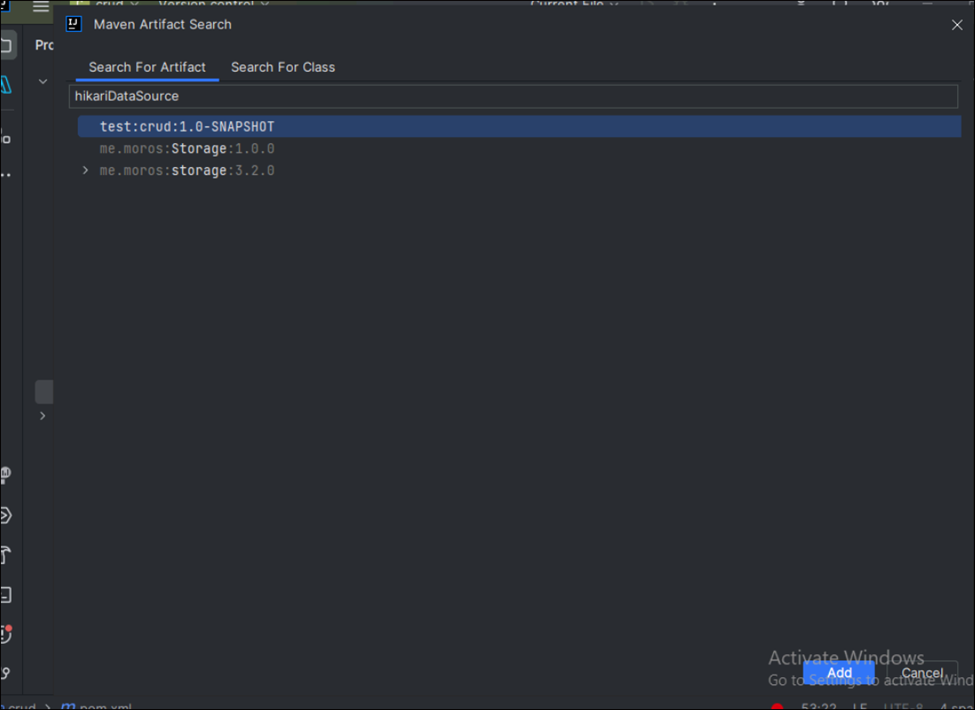 crud Version control Current File
Maven Artifact Search
Pro
Search For Artifact Search For Class
hikariDataSource
test:crud:1.0-SNAPSHOT
me.moros:Storage:1.0.0
me.moros:storage:3.2.0
Activate Windows
Add Cancel
Go to Settings to activate Wind
crud pom.xml 53:22 LF UTF-8 4 spa